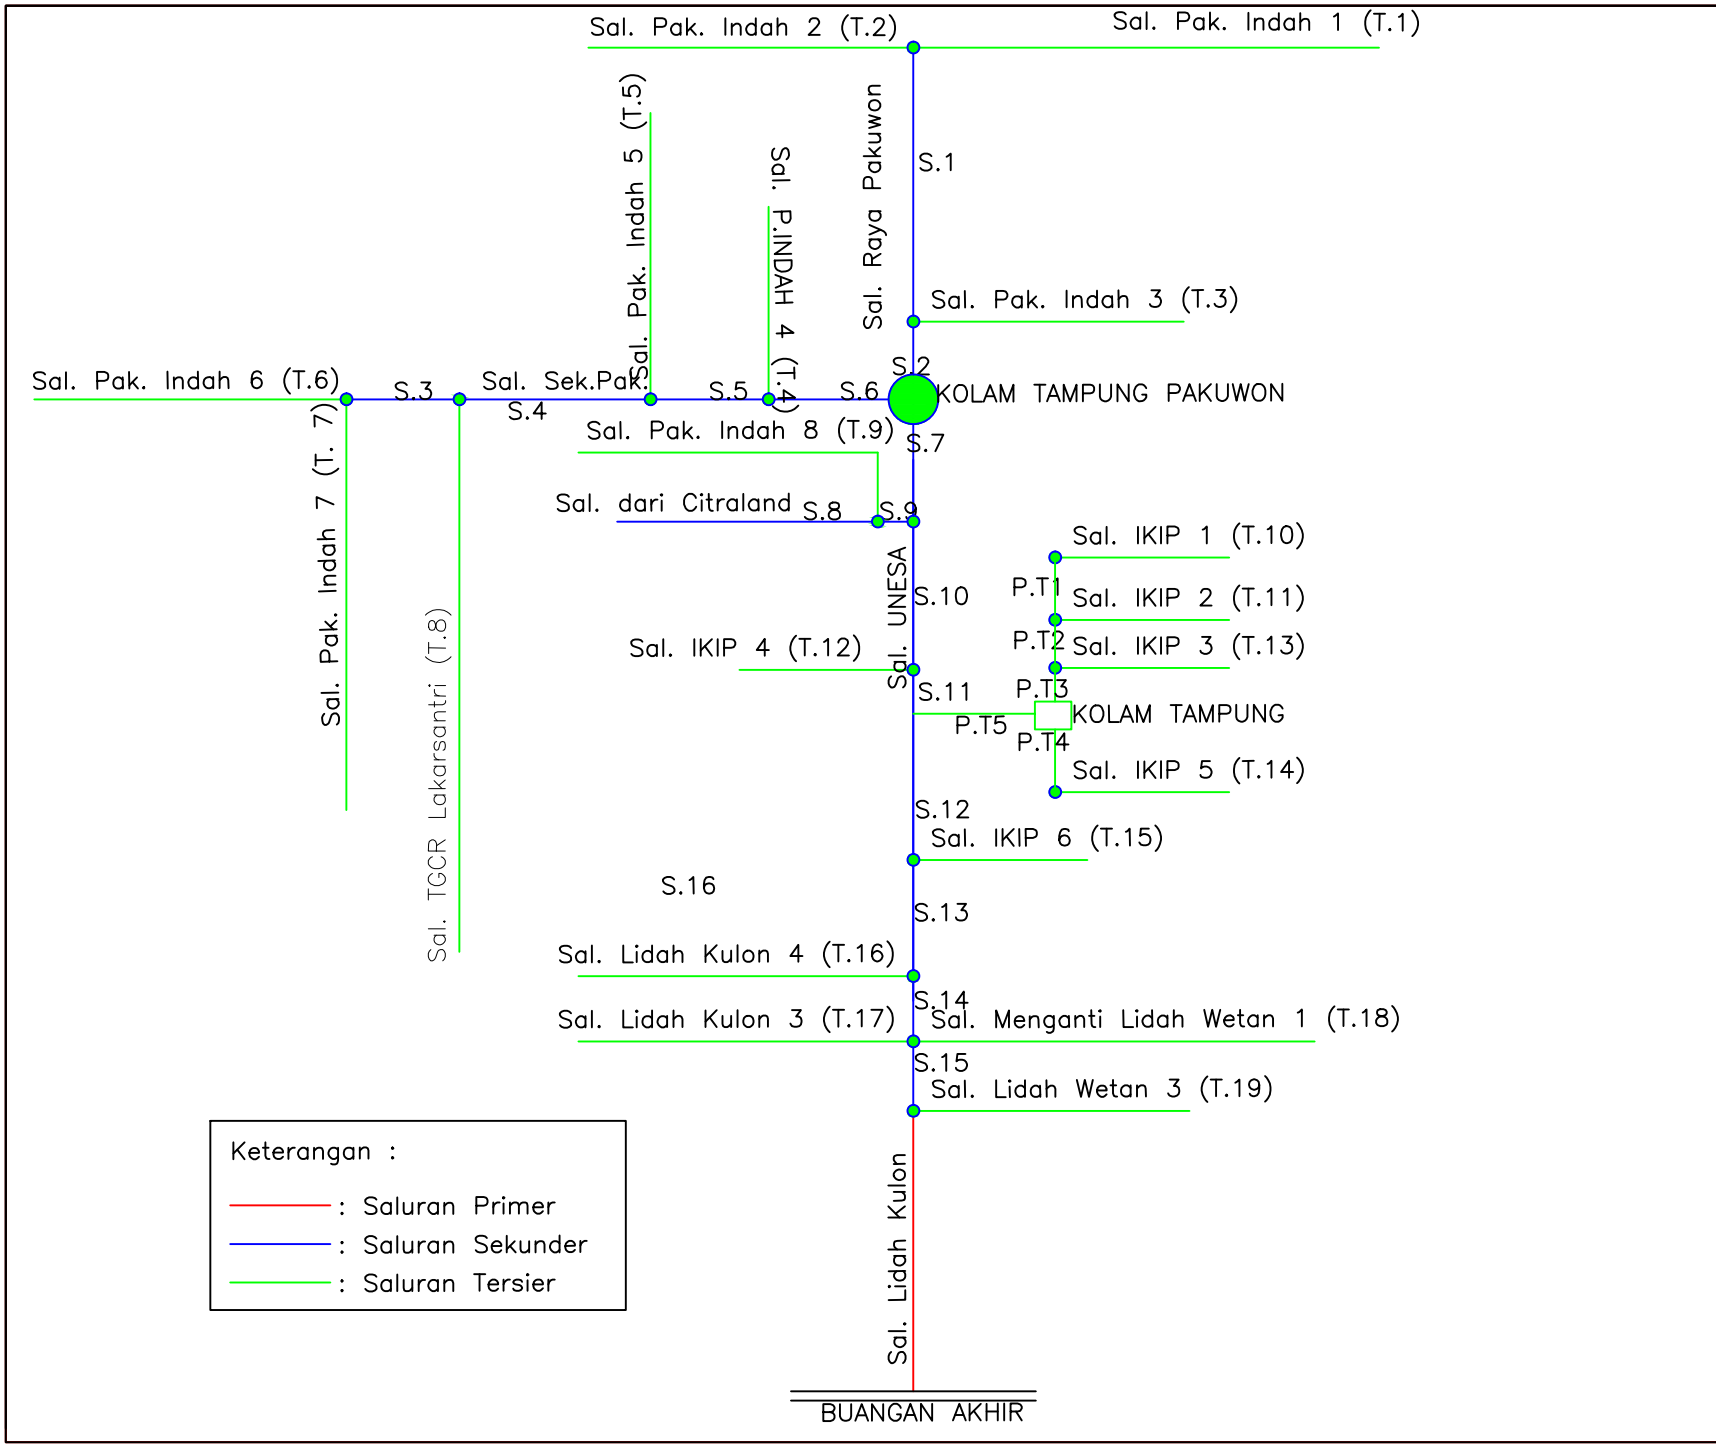 Sal. Pak. Indah 2 (T.2)
Sal. Pak. Indah 1 (T.1)
Sal. Pak. Indah 5 (T.5)
Sal. P.INDAH 4 (T.4)
Sal. Raya Pakuwon
S.1
Sal. Pak. Indah 3 (T.3)
S.2
Sal. Pak. Indah 6 (T.6)
S.3
Sal. Sek.Pak.
S.4
S.5
S.6
KOLAM TAMPUNG PAKUWON
Sal. Pak. Indah 7 (T. 7)
Sal. Pak. Indah 8 (T.9)
S.7
Sal. dari Citraland
S.8
S.9
Sal. UNESA
Sal. IKIP 1 (T.10)
P.T1
S.10
Sal. IKIP 2 (T.11)
P.T2
Sal. IKIP 3 (T.13)
Sal. IKIP 4 (T.12)
Sal. TGCR Lakarsantri (T.8)
S.11
P.T3
KOLAM TAMPUNG
P.T5
P.T4
Sal. IKIP 5 (T.14)
S.12
Sal. IKIP 6 (T.15)
S.16
S.13
Sal. Lidah Kulon 4 (T.16)
S.14
Sal. Lidah Kulon 3 (T.17)
Sal. Menganti Lidah Wetan 1 (T.18)
S.15
Sal. Lidah Wetan 3 (T.19)
Sal. Lidah Kulon
Keterangan :
: Saluran Primer
: Saluran Sekunder
: Saluran Tersier
BUANGAN AKHIR